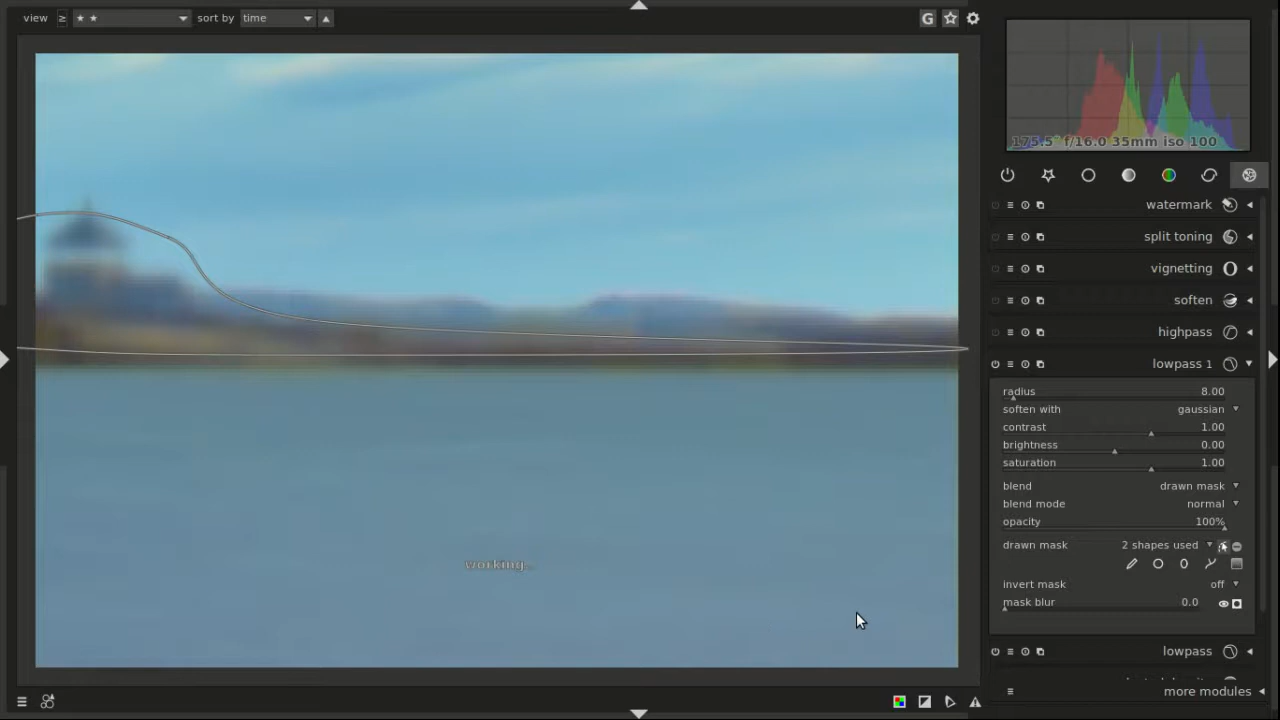 view ≥ ★ ★ sort by time G
175.5" f/16.0 35mm iso 100
watermark
split toning
vignetting
soften
highpass
lowpass 1
radius 8.00
soften with gaussian
contrast 1.00
brightness 0.00
saturation 1.00
blend drawn mask
blend mode normal
opacity 100%
drawn mask 2 shapes used
invert mask off
mask blur 0.0
working..
lowpass
more modules